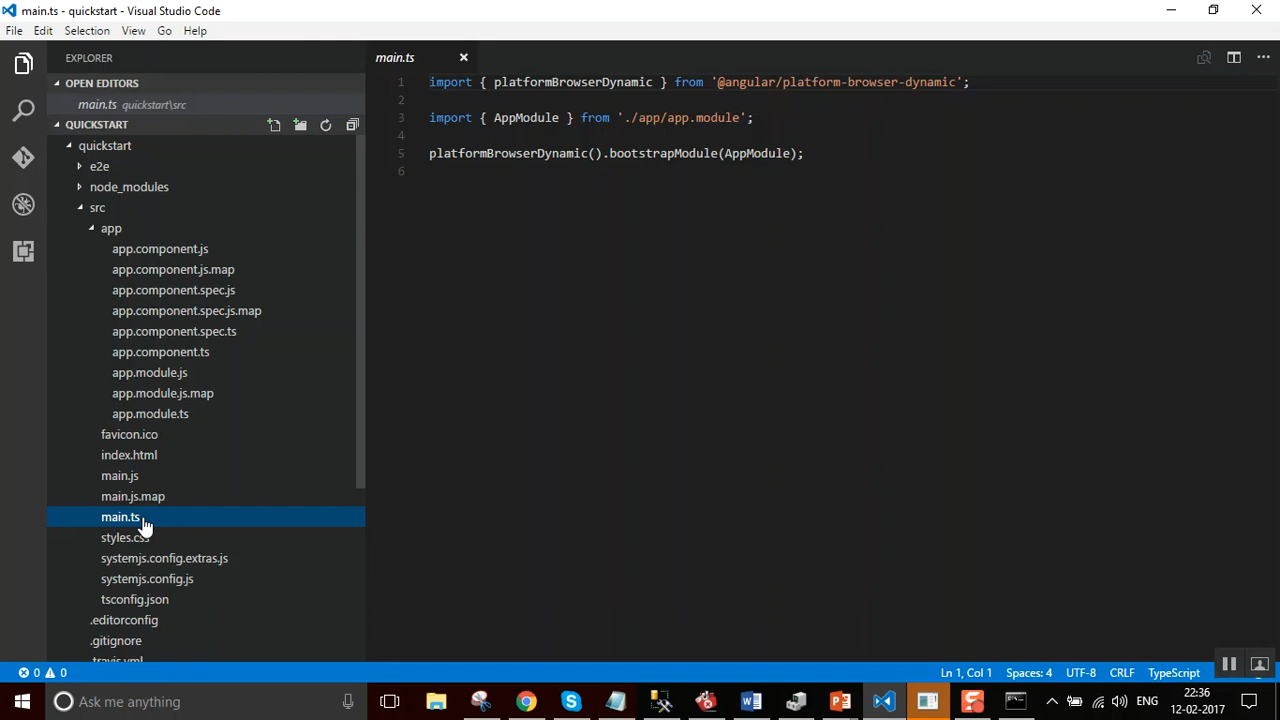 main.ts - quickstart - Visual Studio Code
File Edit Selection View Go Help
EXPLORER
OPEN EDITORS
main.ts quickstart\src
QUICKSTART
quickstart
e2e
node_modules
src
app
app.component.js
app.component.js.map
app.component.spec.js
app.component.spec.js.map
app.component.spec.ts
app.component.ts
app.module.js
app.module.js.map
app.module.ts
favicon.ico
index.html
main.js
main.js.map
main.ts
styles.css
systemjs.config.extras.js
systemjs.config.js
tsconfig.json
.editorconfig
.gitignore
.travis.yml
main.ts
1 import { platformBrowserDynamic } from '@angular/platform-browser-dynamic';
2
3 import { AppModule } from './app/app.module';
4
5 platformBrowserDynamic().bootstrapModule(AppModule);
6
0 0
Ln 1, Col 1 Spaces: 4 UTF-8 CRLF TypeScript
Ask me anything
ENG
22:36
12-02-2017